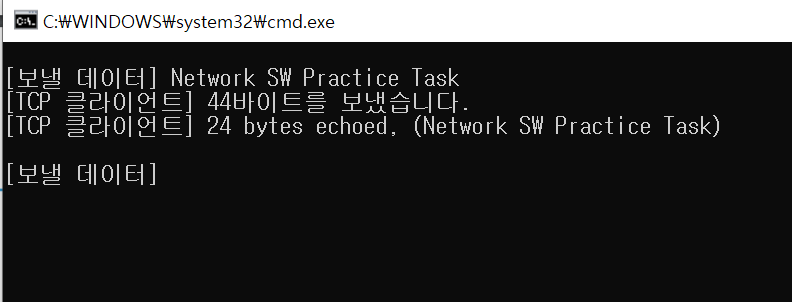 C:₩WINDOWS₩system32₩cmd.exe
[보낼 데이터] Network SW Practice Task
[TCP 클라이언트] 44바이트를 보냈습니다.
[TCP 클라이언트] 24 bytes echoed, (Network SW Practice Task)
[보낼 데이터]